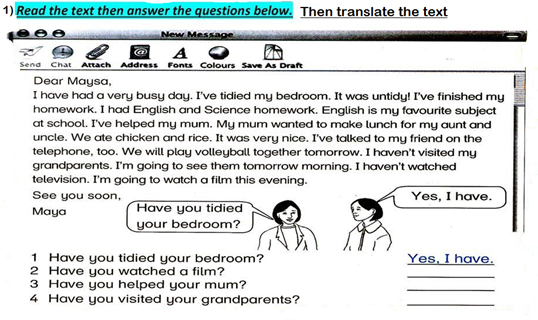 1) Read the text then answer the questions below. Then translate the text
New Message
Send Chat Attach Address Fonts Colours Save As Draft
Dear Maysa,
I have had a very busy day. I've tidied my bedroom. It was untidy! I've finished my
homework. I had English and Science homework. English is my favourite subject
at school. I've helped my mum. My mum wanted to make lunch for my aunt and
uncle. We ate chicken and rice. It was very nice. I've talked to my friend on the
telephone, too. We will play volleyball together tomorrow. I haven't visited my
grandparents. I'm going to see them tomorrow morning. I haven't watched
television. I'm going to watch a film this evening.
See you soon,
Maya
Have you tidied
your bedroom?
Yes, I have.
1 Have you tidied your bedroom? Yes, I have.
2 Have you watched a film?
3 Have you helped your mum?
4 Have you visited your grandparents?